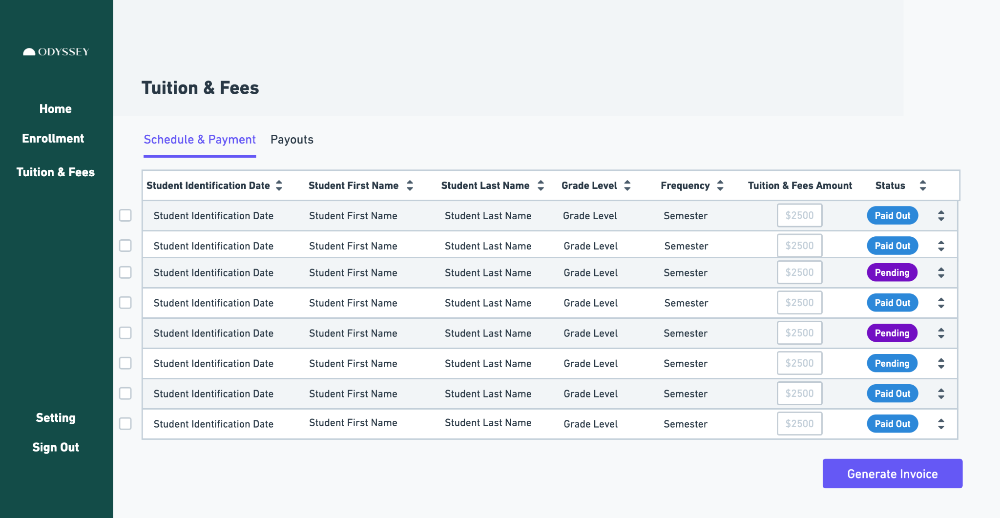 ODYSSEY
Home
Enrollment
Tuition & Fees
Setting
Sign Out
Tuition & Fees
Schedule & Payment Payouts
Student Identification Date Student First Name Student Last Name Grade Level Frequency Tuition & Fees Amount Status
Student Identification Date Student First Name Student Last Name Grade Level Semester $2500 Paid Out
Student Identification Date Student First Name Student Last Name Grade Level Semester $2500 Paid Out
Student Identification Date Student First Name Student Last Name Grade Level Semester $2500 Pending
Student Identification Date Student First Name Student Last Name Grade Level Semester $2500 Paid Out
Student Identification Date Student First Name Student Last Name Grade Level Semester $2500 Pending
Student Identification Date Student First Name Student Last Name Grade Level Semester $2500 Pending
Student Identification Date Student First Name Student Last Name Grade Level Semester $2500 Paid Out
Student Identification Date Student First Name Student Last Name Grade Level Semester $2500 Paid Out
Generate Invoice